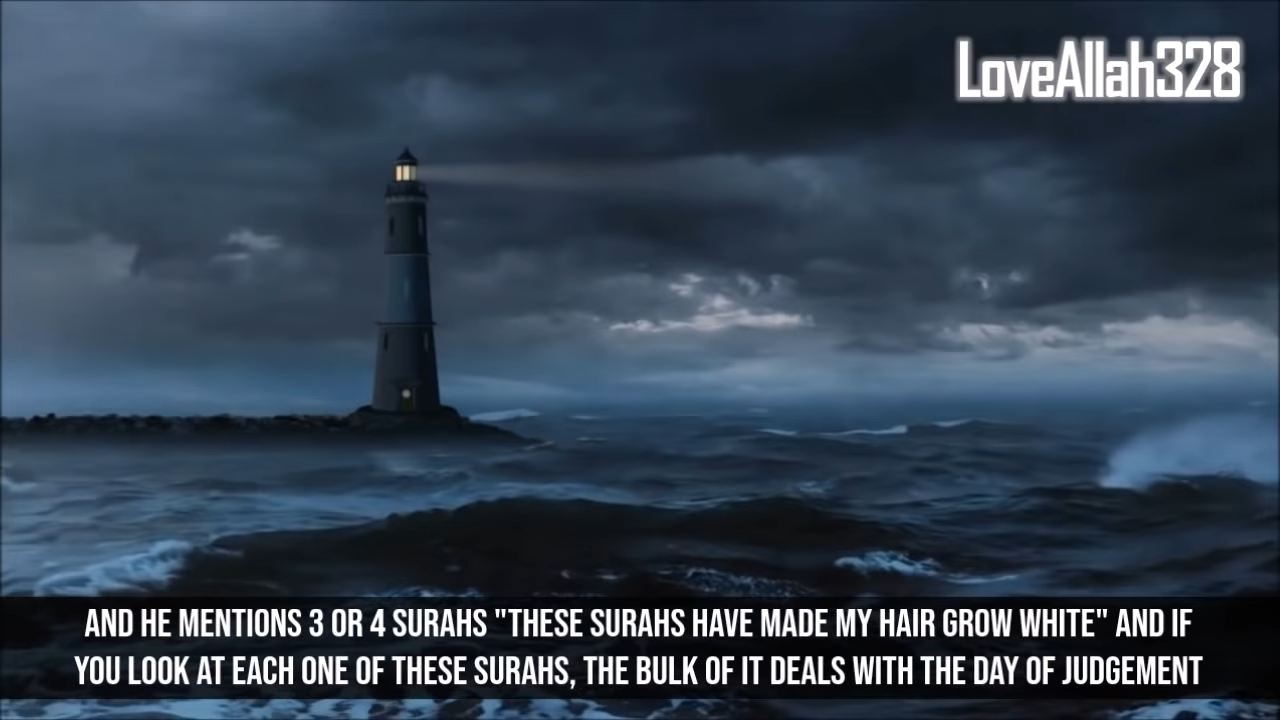 LoveAllah328
AND HE MENTIONS 3 OR 4 SURAHS "THESE SURAHS HAVE MADE MY HAIR GROW WHITE" AND IF
YOU LOOK AT EACH ONE OF THESE SURAHS, THE BULK OF IT DEALS WITH THE DAY OF JUDGEMENT